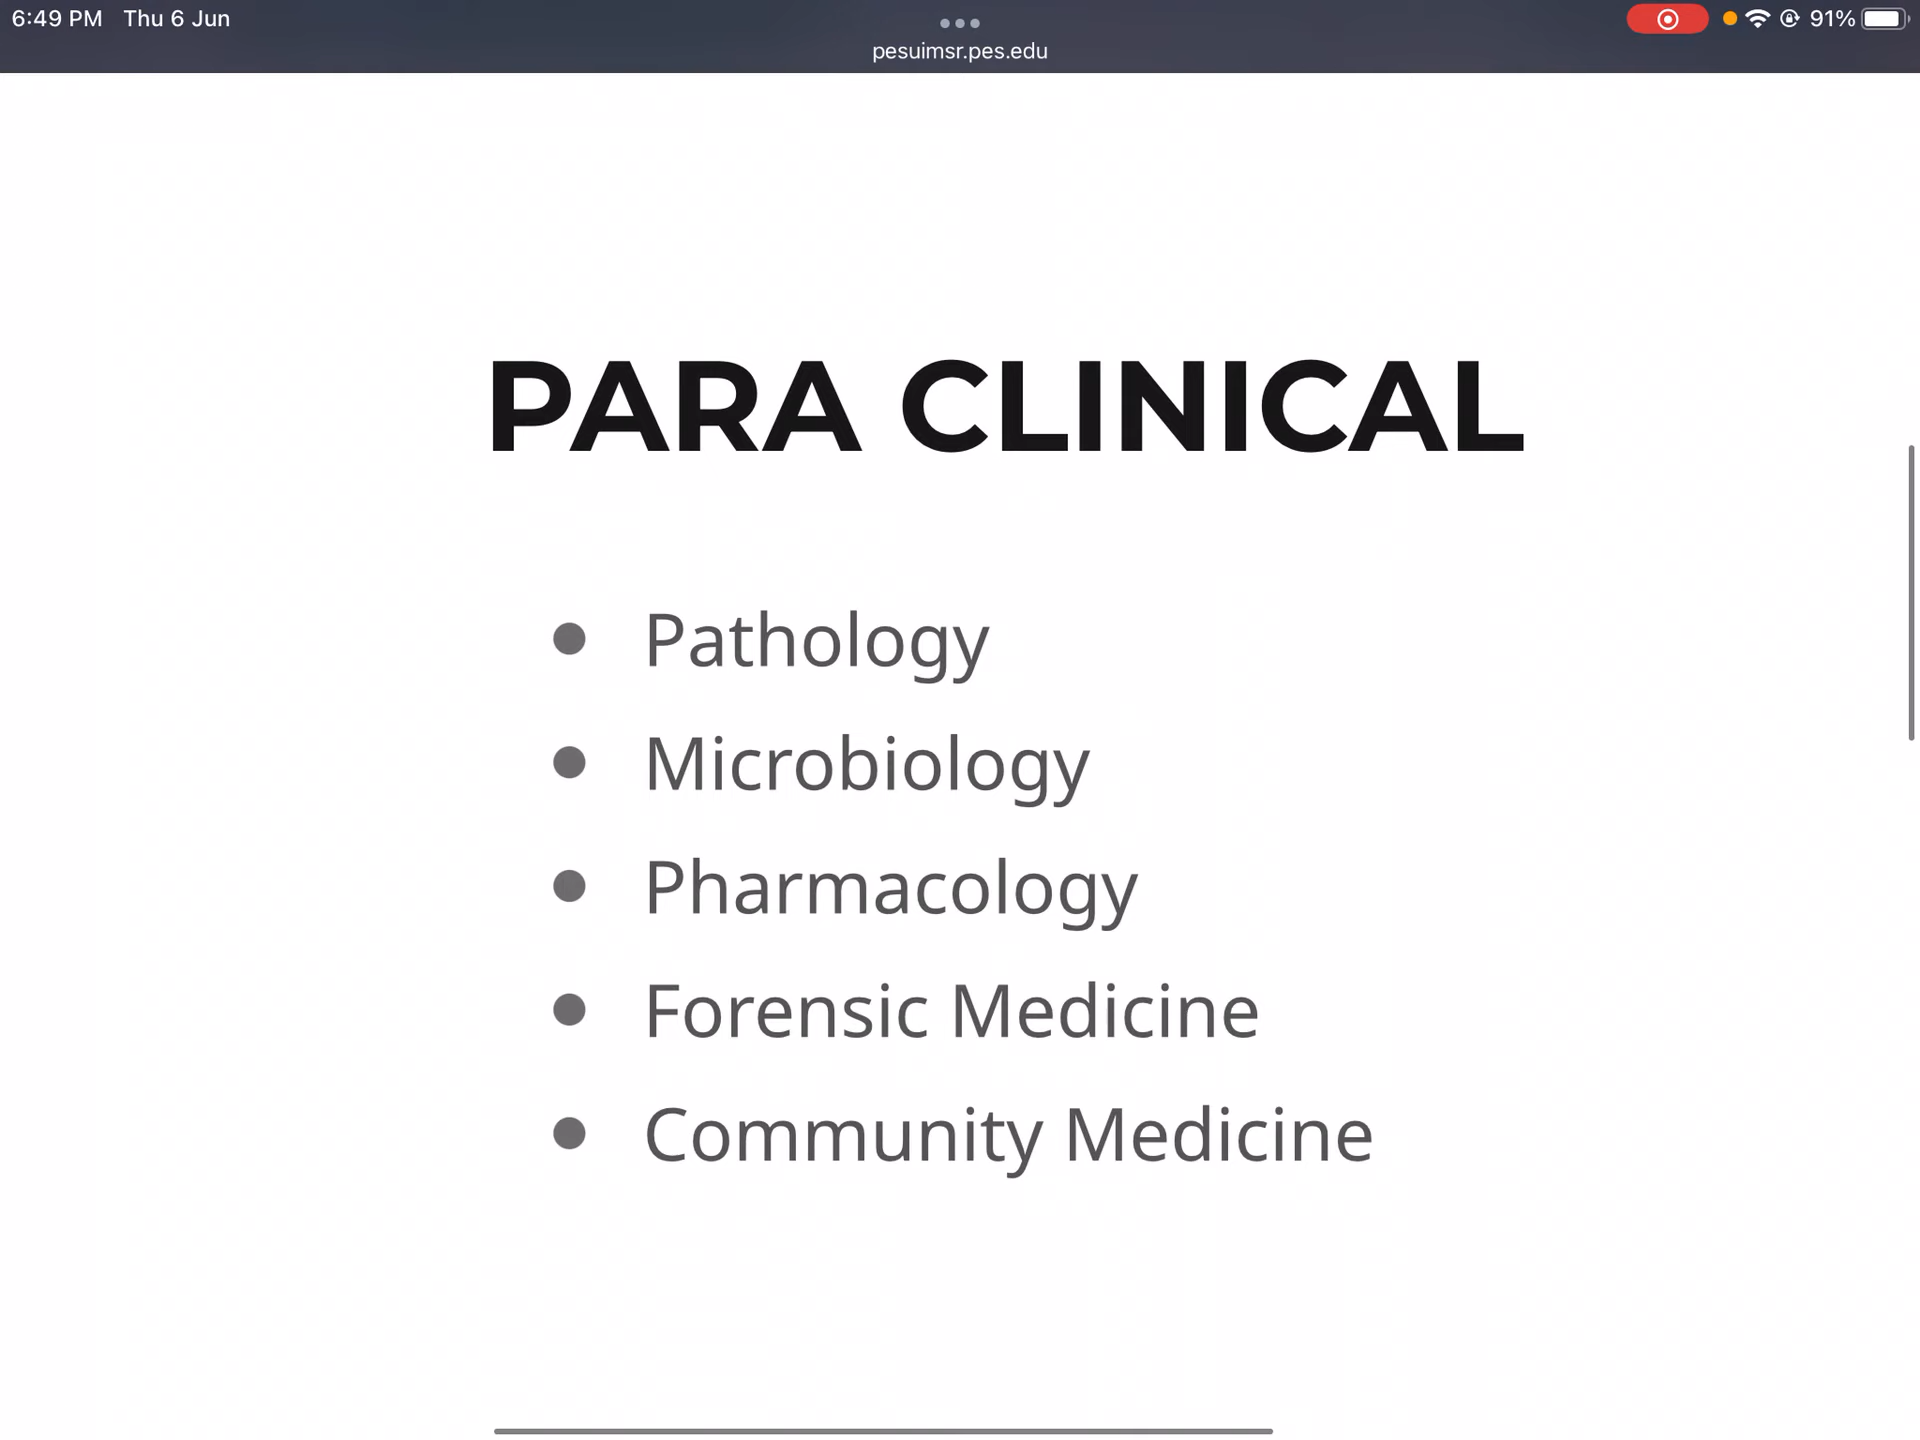 6:49 PM Thu 6 Jun
91%
pesuimsr.pes.edu
PARA CLINICAL
Pathology
Microbiology
Pharmacology
Forensic Medicine
Community Medicine